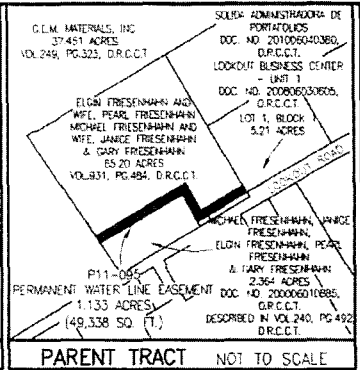 G.L.M. MATERIALS, INC
37.451 ACRES
VOL.249, PG.323, D.R.C.C.T
SOLIDA ADMINISTRADORA DE
PORTAFOLIOS
DOC. NO. 201006040380,
O.P.R.C.C.T.
LOOKOUT BUSINESS CENTER
- UNIT 1
DOC. NO. 200806030605,
O.R.C.C.T.
LOT 1, BLOCK 1
5.21 ACRES
ELGIN FRIESENHAHN AND
WIFE, PEARL FRIESENHAHN
MICHAEL FRIESENHAHN AND
WIFE, JANICE FRIESENHAHN
& GARY FRIESENHAHN
65.20 ACRES
VOL.931, PG.484, D.R.C.C.T.
LOOKOUT ROAD
MICHAEL FRIESENHAHN, JANICE
FRIESENHAHN,
ELGIN FRIESENHAHN, PEARL
FRIESENHAHN
& GARY FRIESENHAHN
2.364 ACRES
DOC. NO. 200006010885,
O.R.C.C.T.
DESCRIBED IN VOL.240, PG.492
D.R.C.C.T.
P11-095
PERMANENT WATER LINE EASEMENT
1.133 ACRES
(49,338 SQ. FT.)
PARENT TRACT NOT TO SCALE